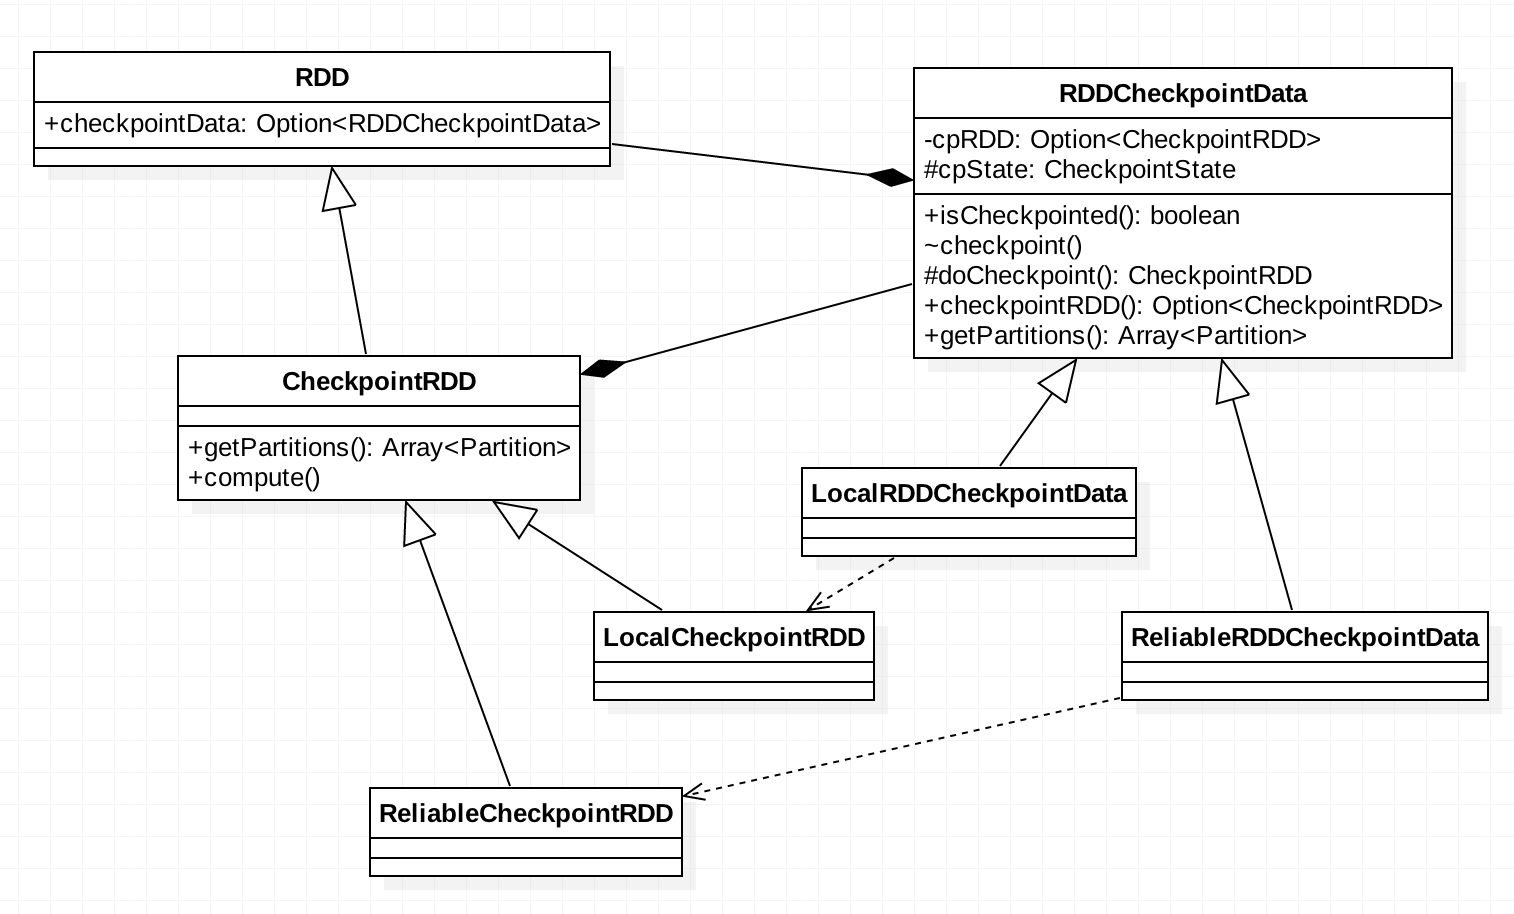 RDD
+checkpointData: Option<RDDCheckpointData>
RDDCheckpointData
-cpRDD: Option<CheckpointRDD>
#cpState: CheckpointState
+isCheckpointed(): boolean
~checkpoint()
#doCheckpoint(): CheckpointRDD
+checkpointRDD(): Option<CheckpointRDD>
+getPartitions(): Array<Partition>
CheckpointRDD
+getPartitions(): Array<Partition>
+compute()
LocalRDDCheckpointData
LocalCheckpointRDD
ReliableRDDCheckpointData
ReliableCheckpointRDD